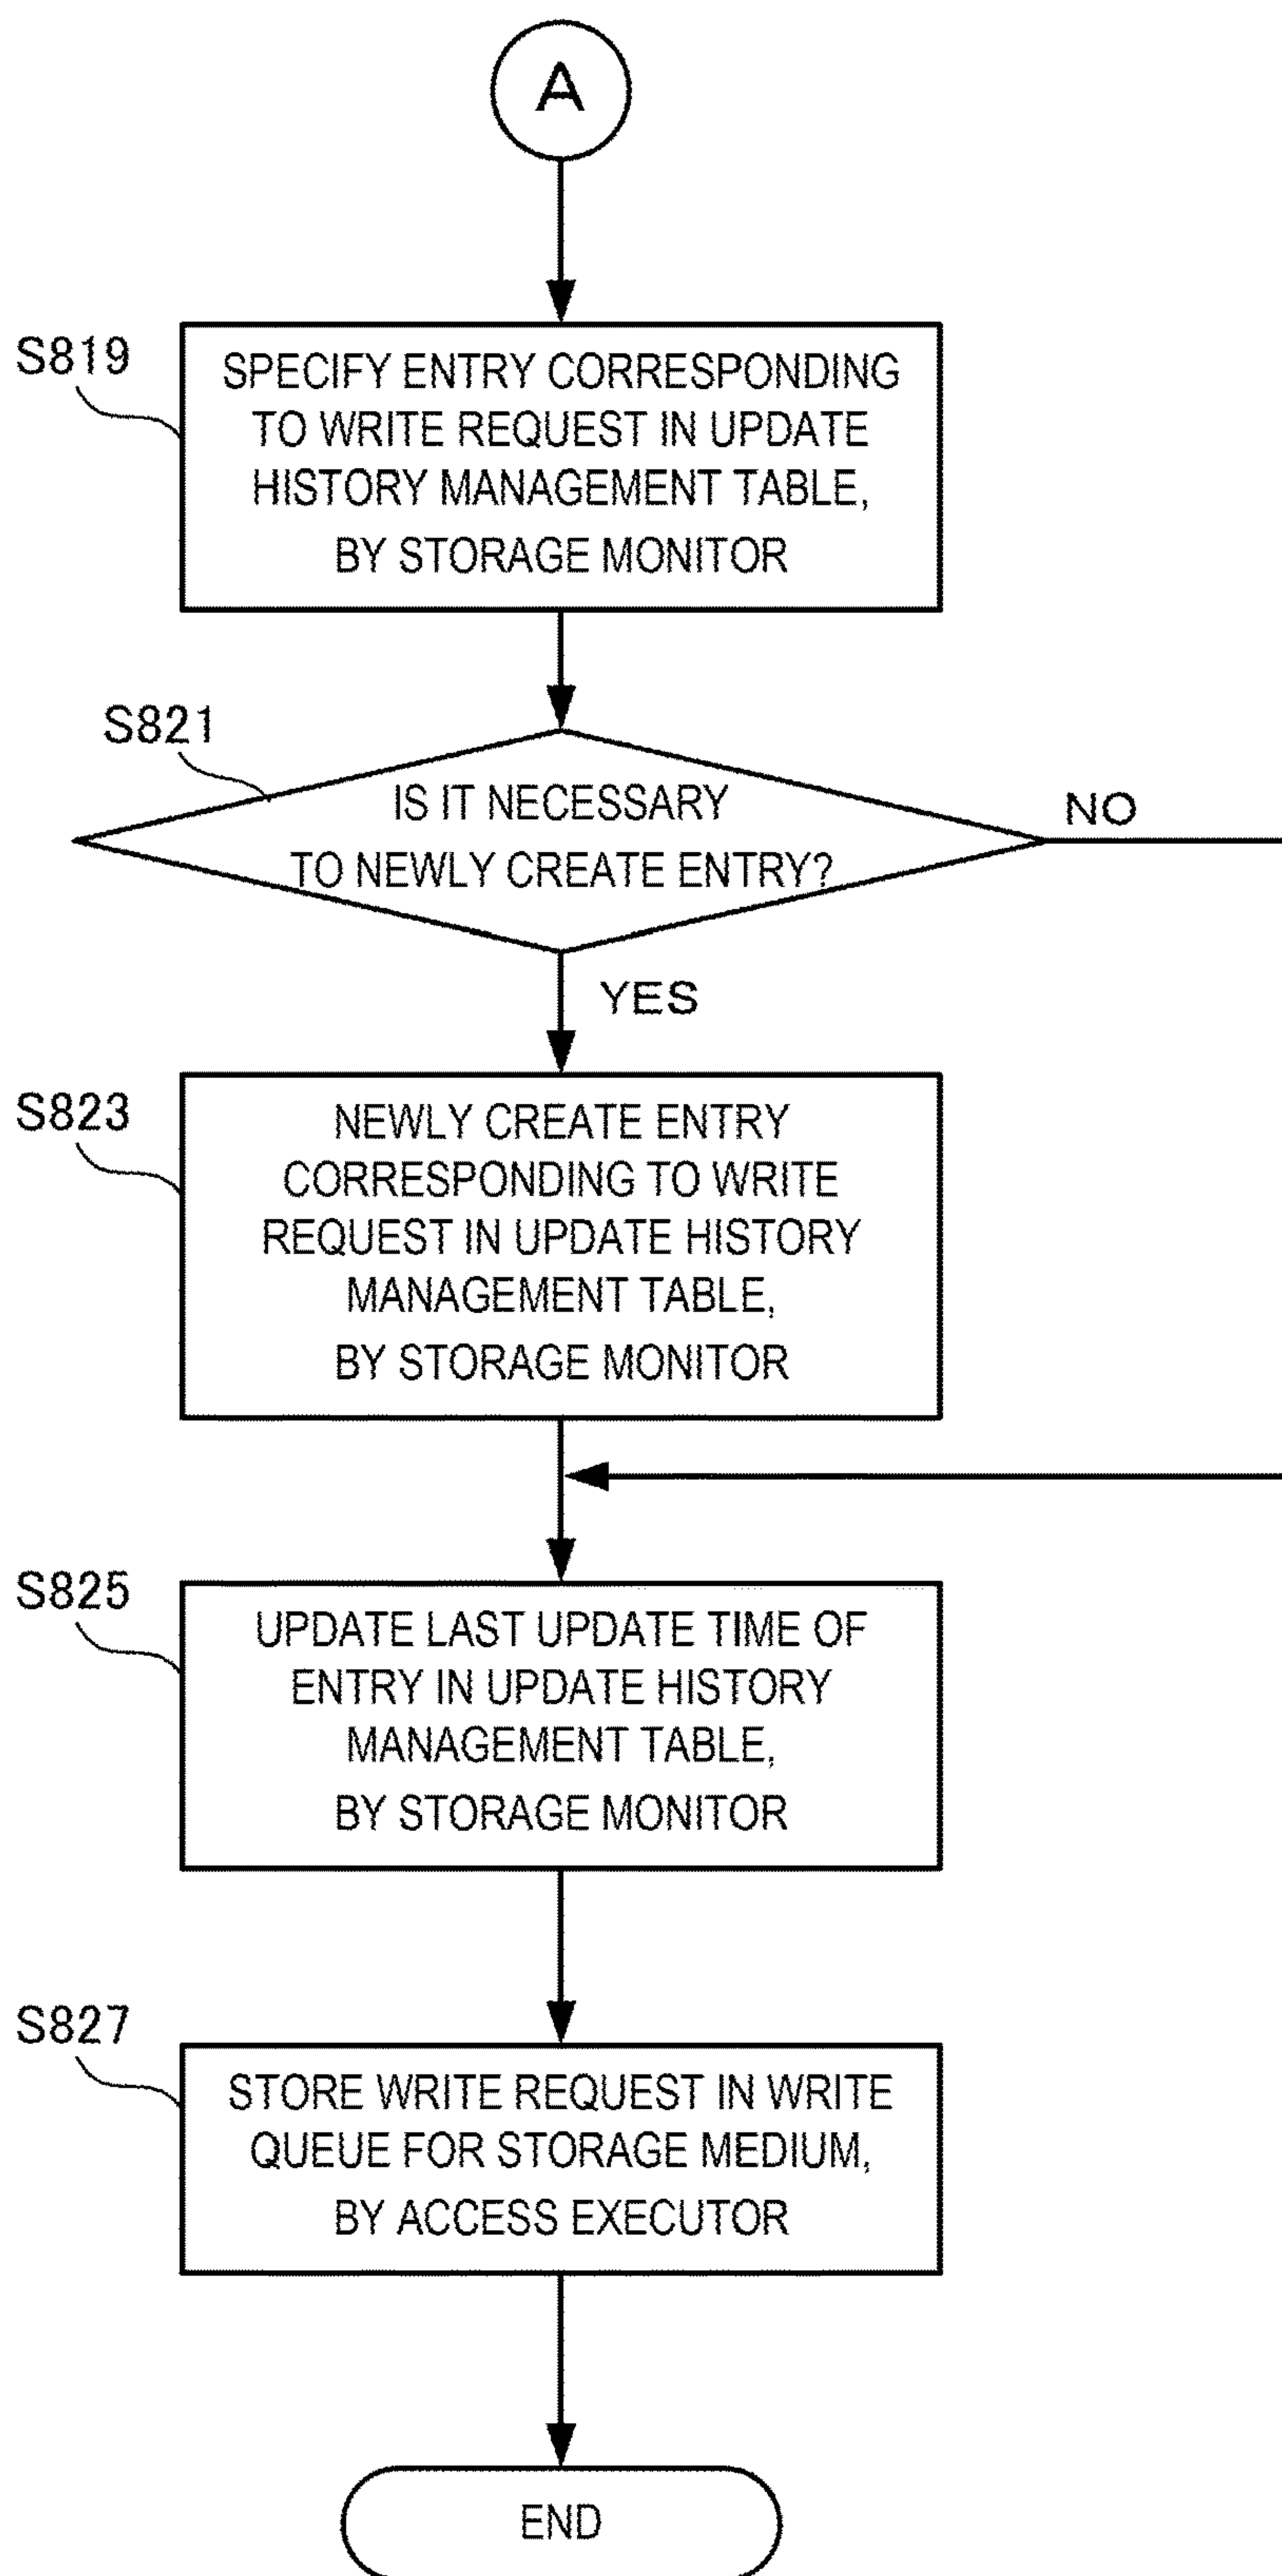 A
S819
SPECIFY ENTRY CORRESPONDING
TO WRITE REQUEST IN UPDATE
HISTORY MANAGEMENT TABLE,
BY STORAGE MONITOR
S821
IS IT NECESSARY
TO NEWLY CREATE ENTRY?
NO
YES
S823
NEWLY CREATE ENTRY
CORRESPONDING TO WRITE
REQUEST IN UPDATE HISTORY
MANAGEMENT TABLE,
BY STORAGE MONITOR
S825
UPDATE LAST UPDATE TIME OF
ENTRY IN UPDATE HISTORY
MANAGEMENT TABLE,
BY STORAGE MONITOR
S827
STORE WRITE REQUEST IN WRITE
QUEUE FOR STORAGE MEDIUM,
BY ACCESS EXECUTOR
END